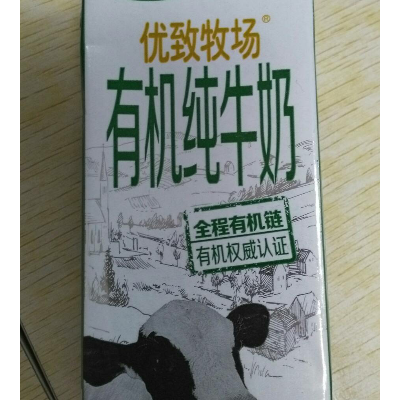 优致牧场®
有机纯牛奶
全程有机链
有机权威认证